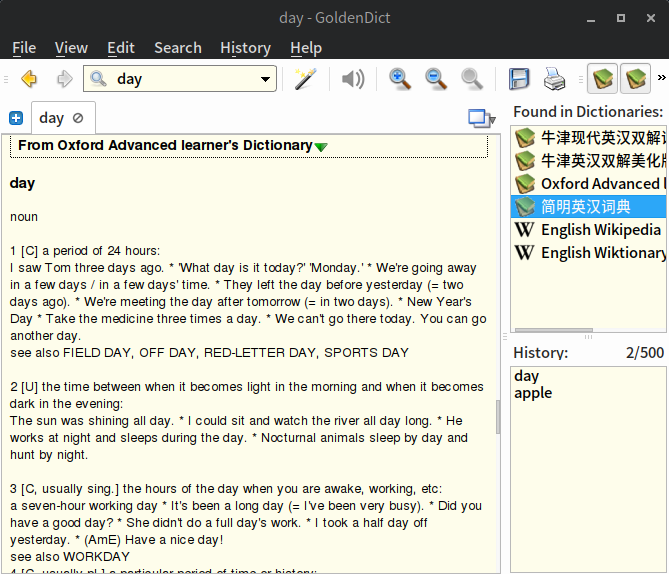 day - GoldenDict
File View Edit Search History Help
day
»
day
From Oxford Advanced learner's Dictionary
day
noun
1 [C] a period of 24 hours:
I saw Tom three days ago. * 'What day is it today?' 'Monday.' * We're going away
in a few days / in a few days' time. * They left the day before yesterday (= two
days ago). * We're meeting the day after tomorrow (= in two days). * New Year's
Day * Take the medicine three times a day. * We can't go there today. You can go
another day.
see also FIELD DAY, OFF DAY, RED-LETTER DAY, SPORTS DAY
2 [U] the time between when it becomes light in the morning and when it becomes
dark in the evening:
The sun was shining all day. * I could sit and watch the river all day long. * He
works at night and sleeps during the day. * Nocturnal animals sleep by day and
hunt by night.
3 [C, usually sing.] the hours of the day when you are awake, working, etc:
a seven-hour working day * It's been a long day (= I've been very busy). * Did you
have a good day? * She didn't do a full day's work. * I took a half day off
yesterday. * (AmE) Have a nice day!
see also WORKDAY
4 [C, usually pl.] a particular period of time or history:
Found in Dictionaries:
牛津现代英汉双解
牛津英汉双解美化版
Oxford Advanced
简明英汉词典
English Wikipedia
English Wiktionary
History: 2/500
day
apple